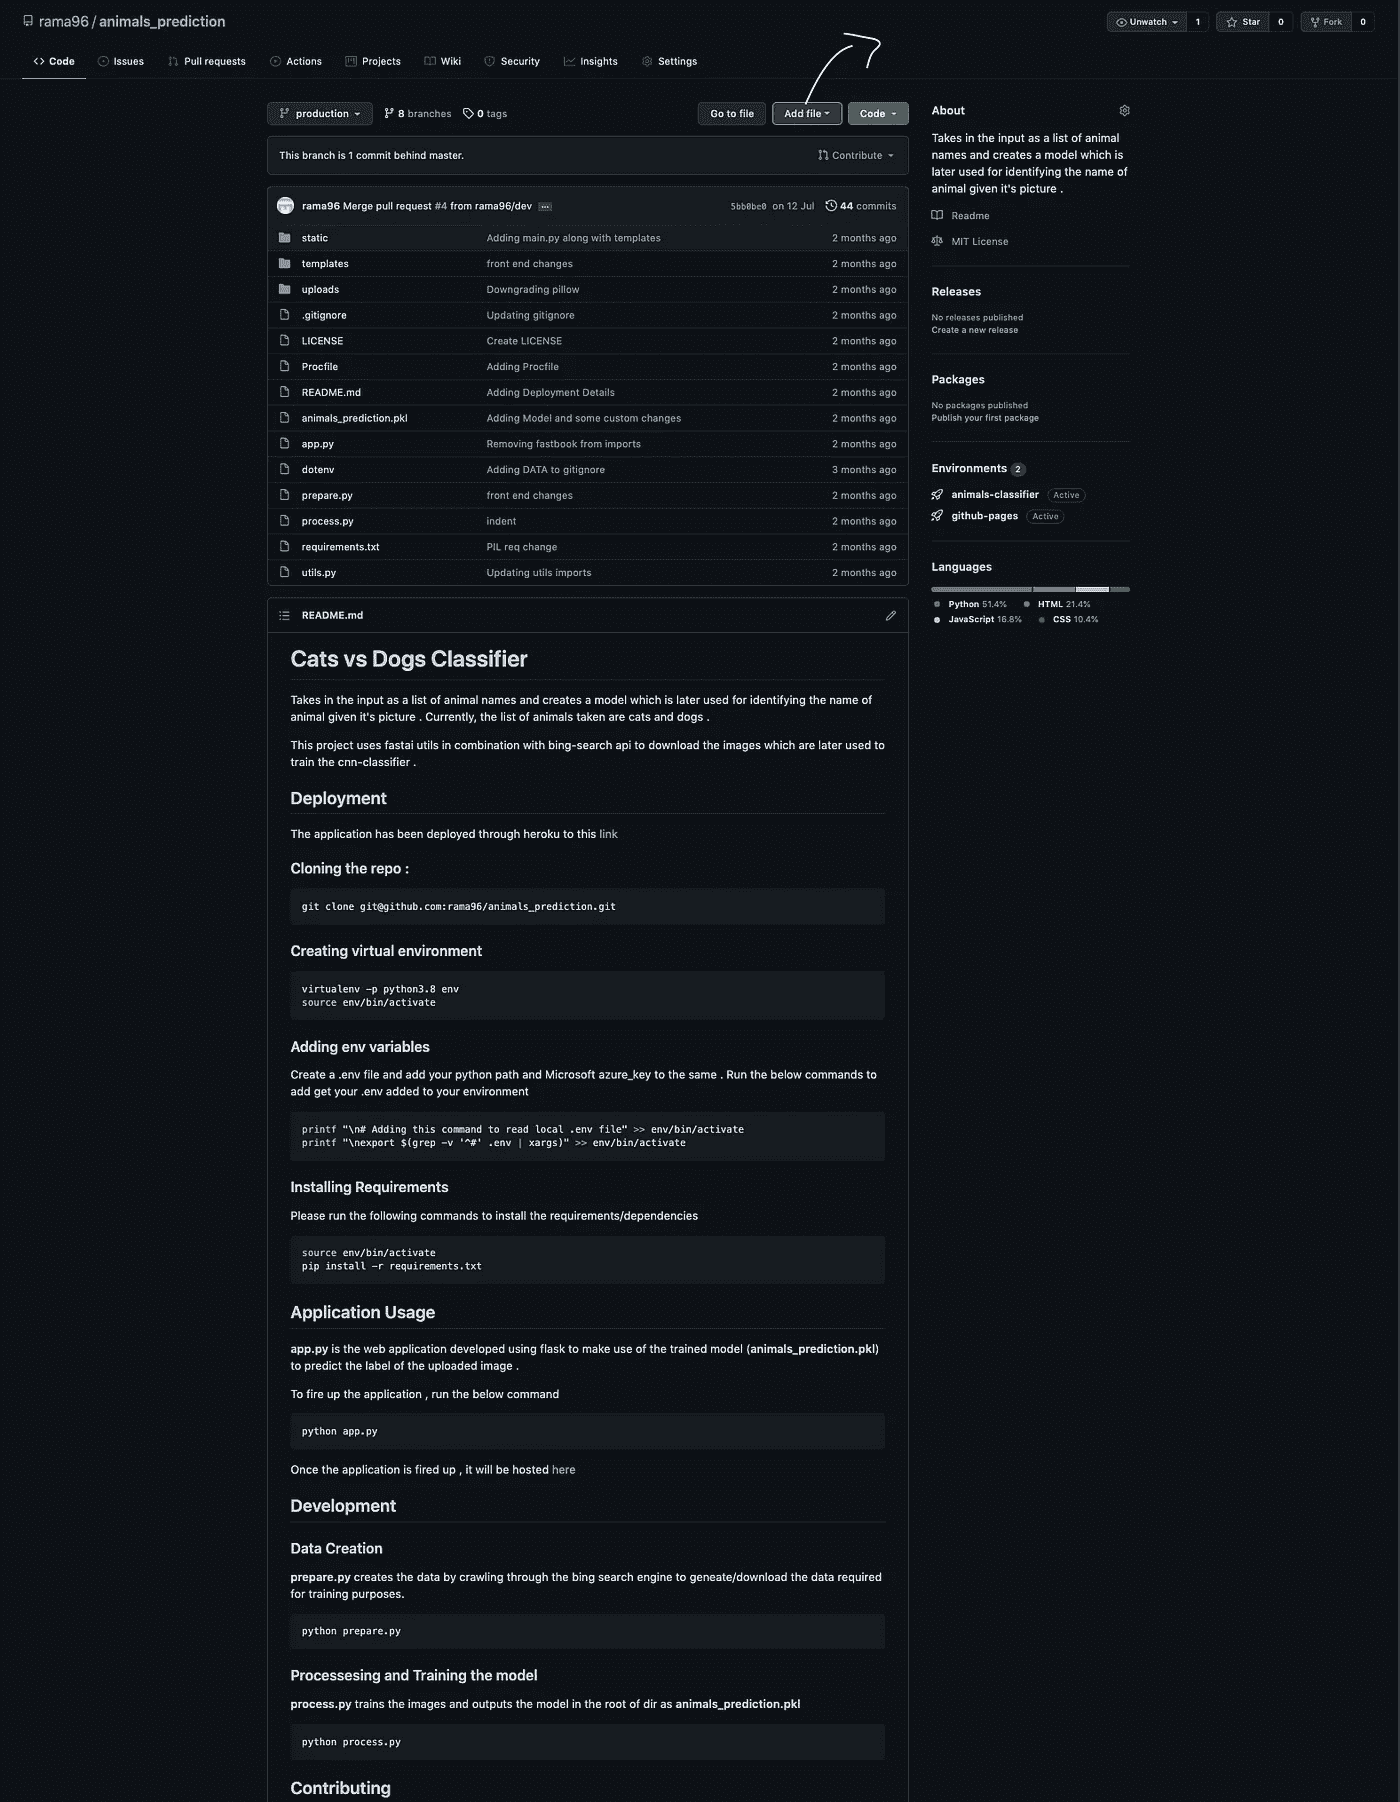 rama96 / animals_prediction
Unwatch 1 Star 0 Fork 0
Code Issues Pull requests Actions Projects Wiki Security Insights Settings
production 8 branches 0 tags Go to file Add file Code
This branch is 1 commit behind master. Contribute
rama96 Merge pull request #4 from rama96/dev ... 5bb0be0 on 12 Jul 44 commits
static Adding main.py along with templates 2 months ago
templates front end changes 2 months ago
uploads Downgrading pillow 2 months ago
.gitignore Updating gitignore 2 months ago
LICENSE Create LICENSE 2 months ago
Procfile Adding Procfile 2 months ago
README.md Adding Deployment Details 2 months ago
animals_prediction.pkl Adding Model and some custom changes 2 months ago
app.py Removing fastbook from imports 2 months ago
dotenv Adding DATA to gitignore 3 months ago
prepare.py front end changes 2 months ago
process.py indent 2 months ago
requirements.txt PIL req change 2 months ago
utils.py Updating utils imports 2 months ago
README.md
Cats vs Dogs Classifier
Takes in the input as a list of animal names and creates a model which is later used for identifying the name of
animal given it's picture . Currently, the list of animals taken are cats and dogs .
This project uses fastai utils in combination with bing-search api to download the images which are later used to
train the cnn-classifier .
Deployment
The application has been deployed through heroku to this link
Cloning the repo :
git clone git@github.com:rama96/animals_prediction.git
Creating virtual environment
virtualenv -p python3.8 env
source env/bin/activate
Adding env variables
Create a .env file and add your python path and Microsoft azure_key to the same . Run the below commands to
add get your .env added to your environment
printf "\n# Adding this command to read local .env file" >> env/bin/activate
printf "\nexport $(grep -v '^#' .env | xargs)" >> env/bin/activate
Installing Requirements
Please run the following commands to install the requirements/dependencies
source env/bin/activate
pip install -r requirements.txt
Application Usage
app.py is the web application developed using flask to make use of the trained model (animals_prediction.pkl)
to predict the label of the uploaded image .
To fire up the application , run the below command
python app.py
Once the application is fired up , it will be hosted here
Development
Data Creation
prepare.py creates the data by crawling through the bing search engine to geneate/download the data required
for training purposes.
python prepare.py
Processesing and Training the model
process.py trains the images and outputs the model in the root of dir as animals_prediction.pkl
python process.py
Contributing
About
Takes in the input as a list of animal
names and creates a model which is
later used for identifying the name of
animal given it's picture .
Readme
MIT License
Releases
No releases published
Create a new release
Packages
No packages published
Publish your first package
Environments 2
animals-classifier Active
github-pages Active
Languages
Python 51.4% HTML 21.4%
JavaScript 16.8% CSS 10.4%